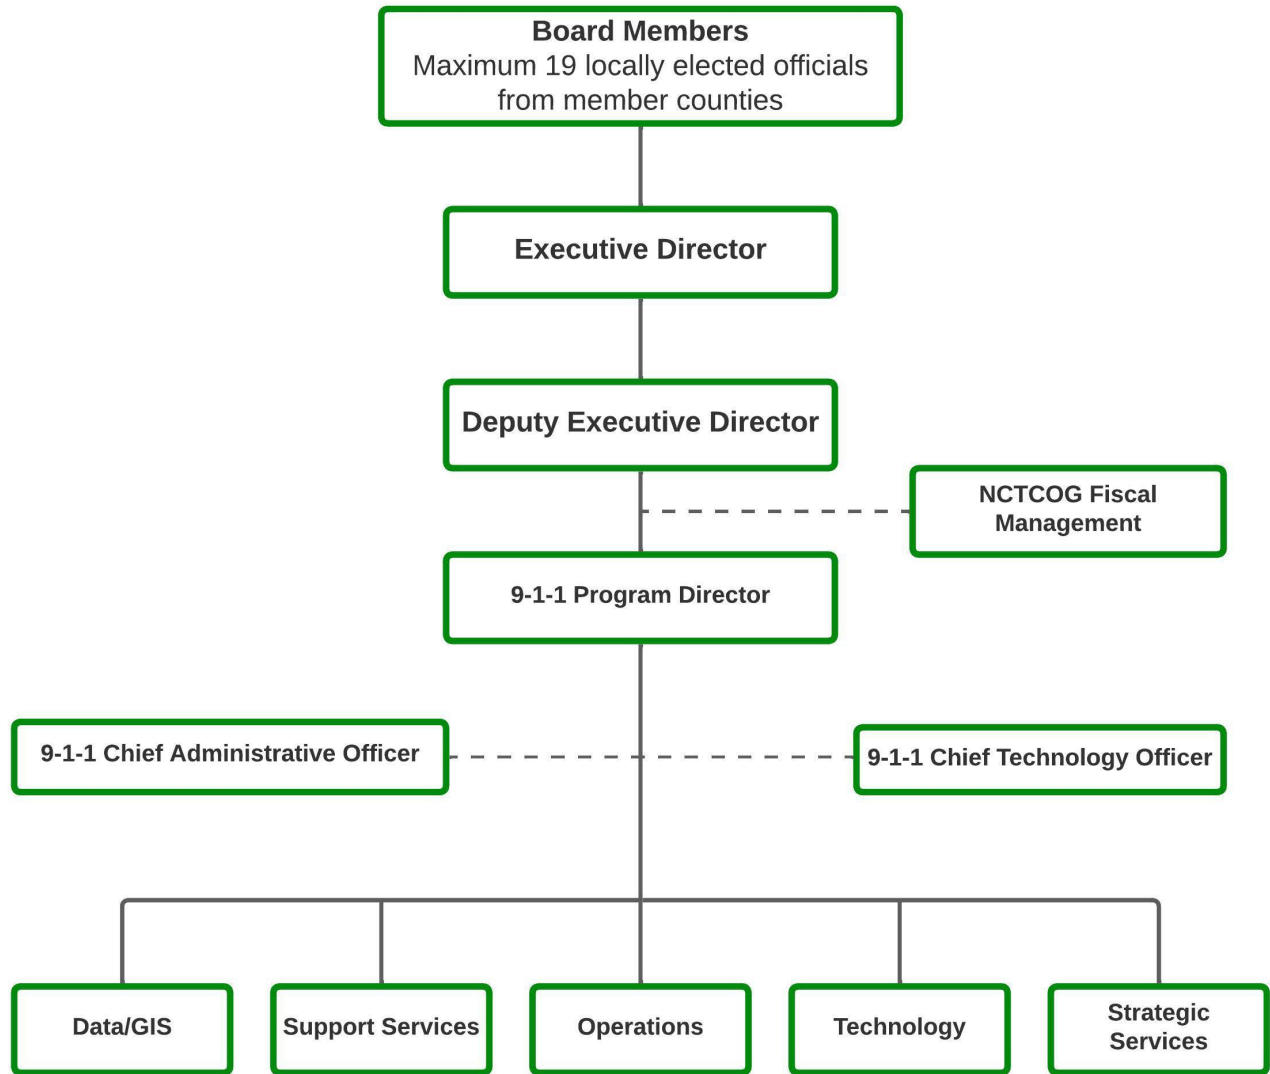 Board Members
Maximum 19 locally elected officials
from member counties
Executive Director
Deputy Executive Director
NCTCOG Fiscal
Management
9-1-1 Program Director
9-1-1 Chief Administrative Officer
9-1-1 Chief Technology Officer
Data/GIS
Support Services
Operations
Technology
Strategic
Services